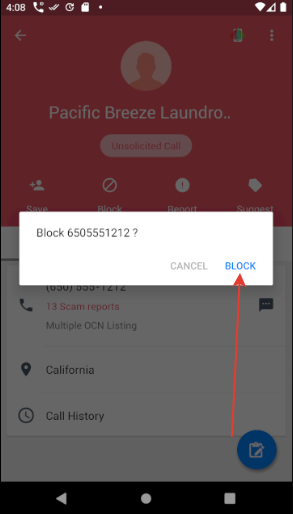 4:08
Pacific Breeze Laundro..
Unsolicited Call
Save Block Report Suggest
Block 6505551212 ?
CANCEL BLOCK
(650) 555-1212
13 Scam reports
Multiple OCN Listing
California
Call History